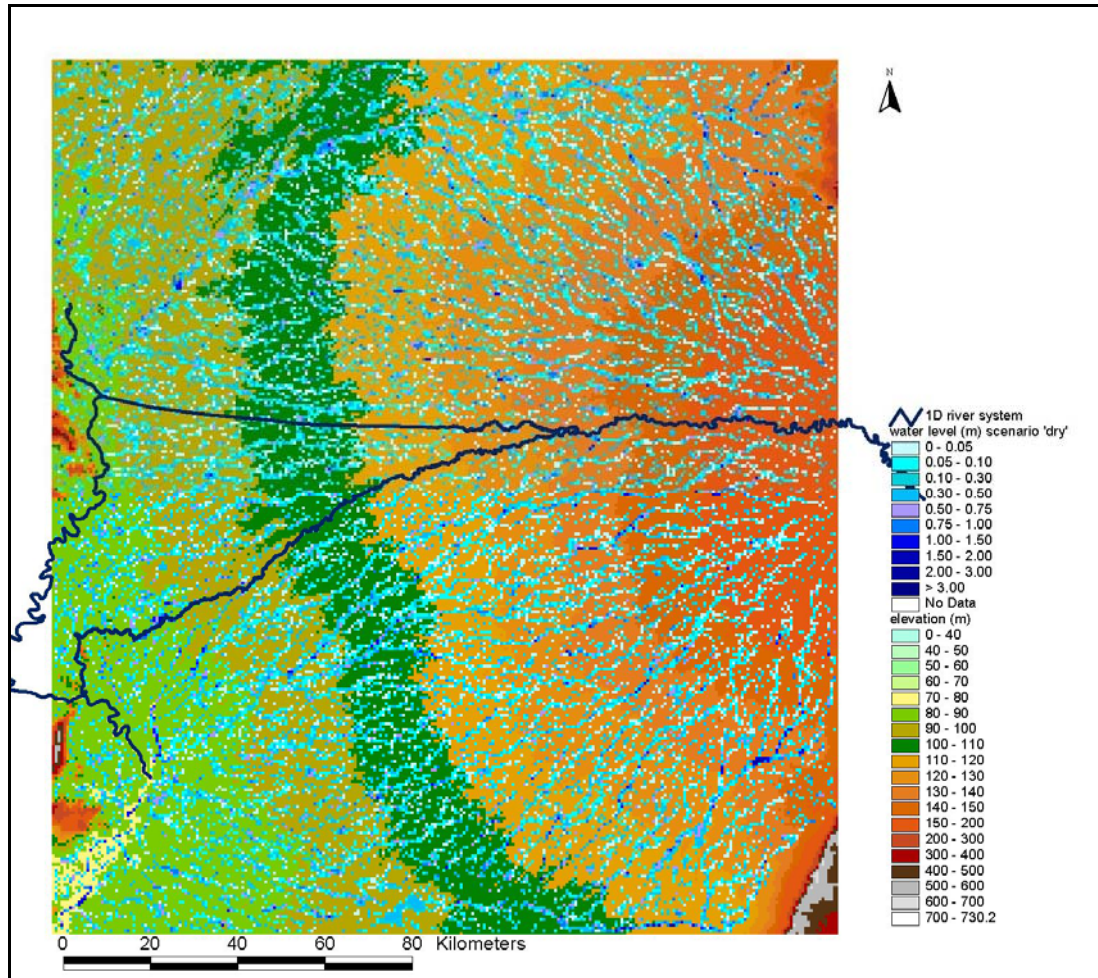 N
1D river system
water level (m) scenario 'dry'
0 - 0.05
0.05 - 0.10
0.10 - 0.30
0.30 - 0.50
0.50 - 0.75
0.75 - 1.00
1.00 - 1.50
1.50 - 2.00
2.00 - 3.00
> 3.00
No Data
elevation (m)
0 - 40
40 - 50
50 - 60
60 - 70
70 - 80
80 - 90
90 - 100
100 - 110
110 - 120
120 - 130
130 - 140
140 - 150
150 - 200
200 - 300
300 - 400
400 - 500
500 - 600
600 - 700
700 - 730.2
0 20 40 60 80 Kilometers